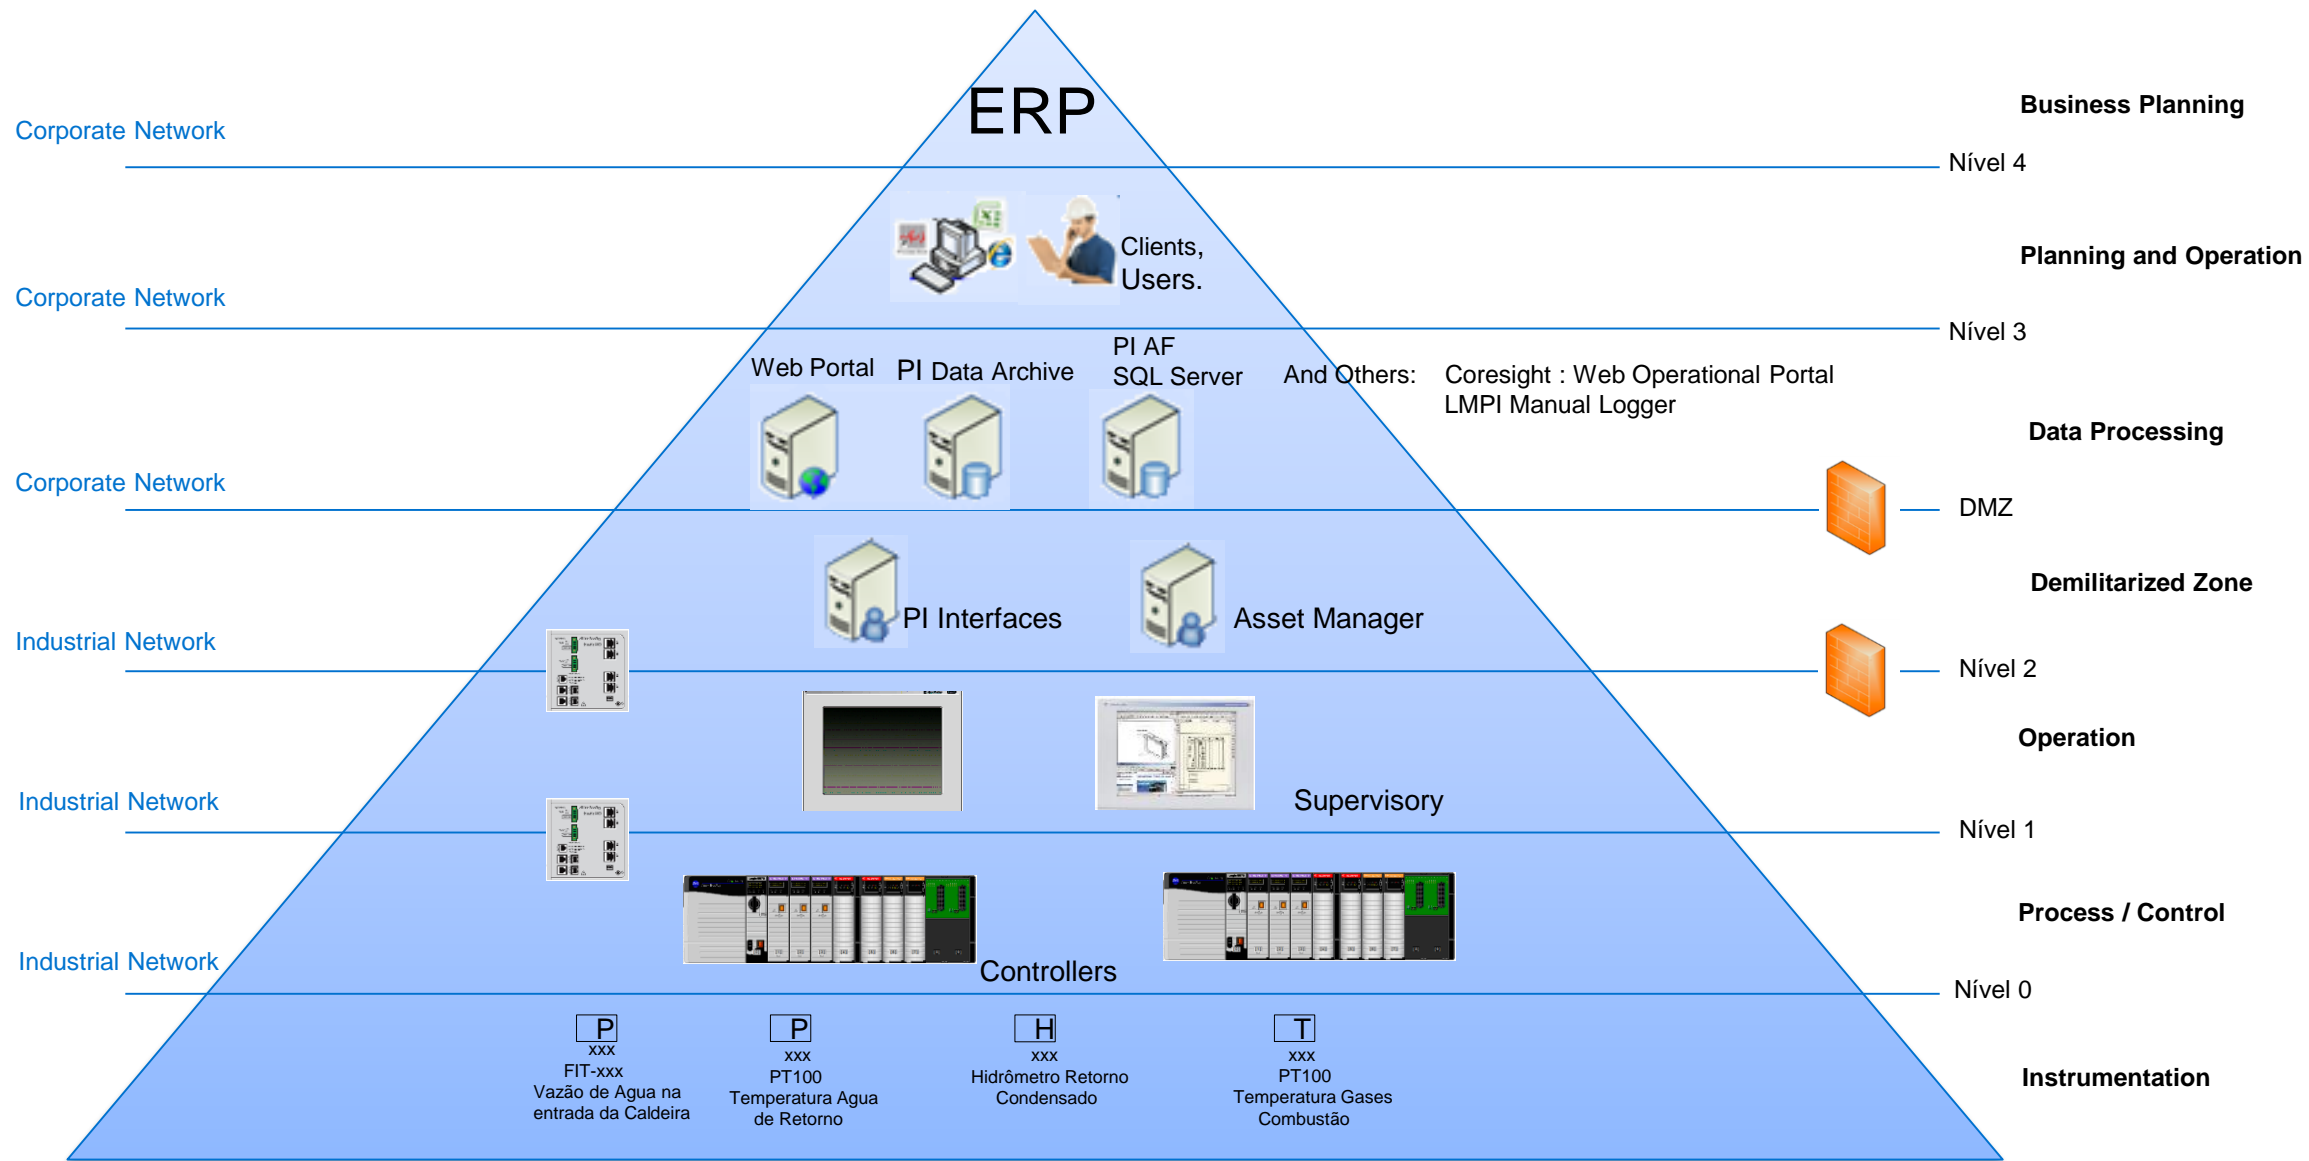 ERP
Business Planning
Corporate Network
Nível 4
Clients,
Users.
Planning and Operation
Corporate Network
Nível 3
Web Portal
PI Data Archive
PI AF
SQL Server
And Others:
Coresight : Web Operational Portal
LMPI Manual Logger
Data Processing
Corporate Network
DMZ
Demilitarized Zone
PI Interfaces
Asset Manager
Industrial Network
Nível 2
Operation
Supervisory
Industrial Network
Nível 1
Process / Control
Industrial Network
Controllers
Nível 0
P
xxx
FIT-xxx
Vazão de Agua na
entrada da Caldeira
P
xxx
PT100
Temperatura Agua
de Retorno
H
xxx
Hidrômetro Retorno
Condensado
T
xxx
PT100
Temperatura Gases
Combustão
Instrumentation